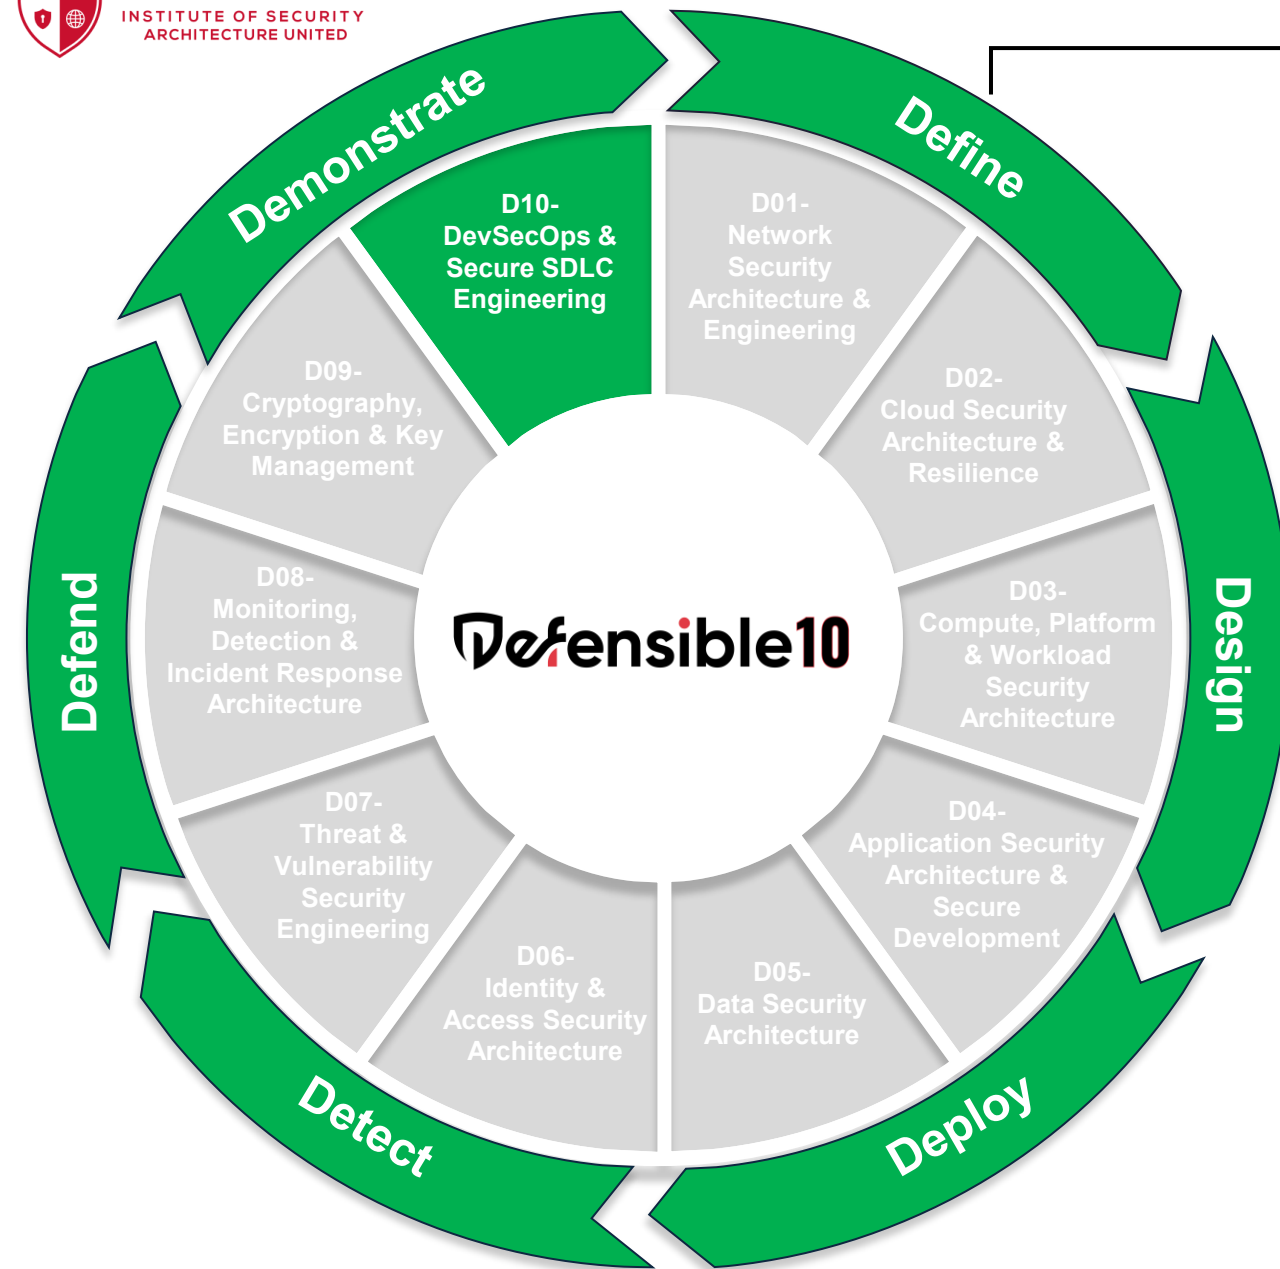 INSTITUTE OF SECURITY
ARCHITECTURE UNITED
Demonstrate
Define
Design
Deploy
Detect
Defend
D10-
DevSecOps &
Secure SDLC
Engineering
D01-
Network
Security
Architecture &
Engineering
D02-
Cloud Security
Architecture &
Resilience
D03-
Compute, Platform
& Workload
Security
Architecture
D04-
Application Security
Architecture &
Secure
Development
D05-
Data Security
Architecture
D06-
Identity &
Access Security
Architecture
D07-
Threat &
Vulnerability
Security
Engineering
D08-
Monitoring,
Detection &
Incident Response
Architecture
D09-
Cryptography,
Encryption & Key
Management
Defensible10